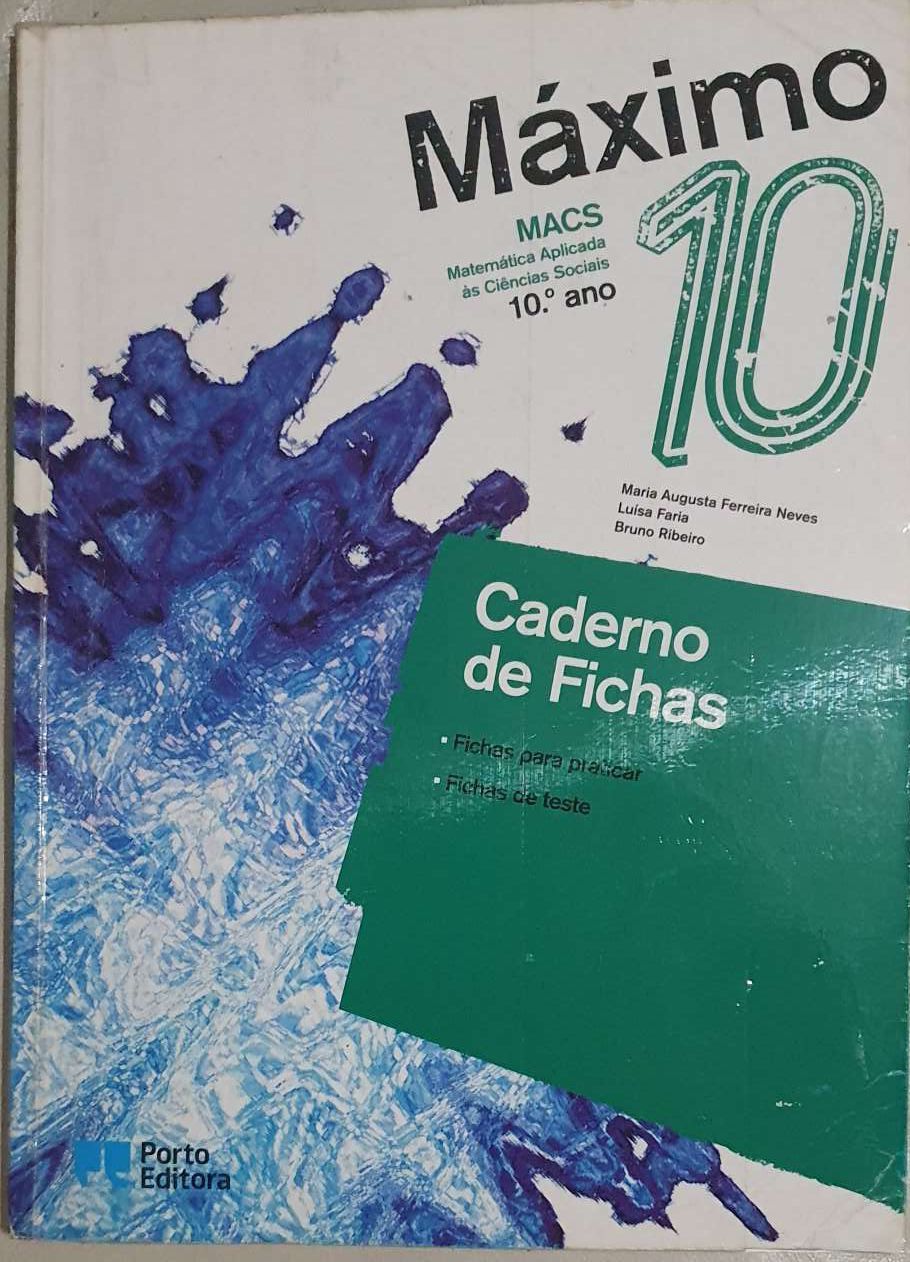 Máximo
10
MACS
Matemática Aplicada
às Ciências Sociais
10.º ano
Maria Augusta Ferreira Neves
Luísa Faria
Bruno Ribeiro
Caderno
de Fichas
▪ Fichas para praticar
▪ Fichas de teste
Porto
Editora